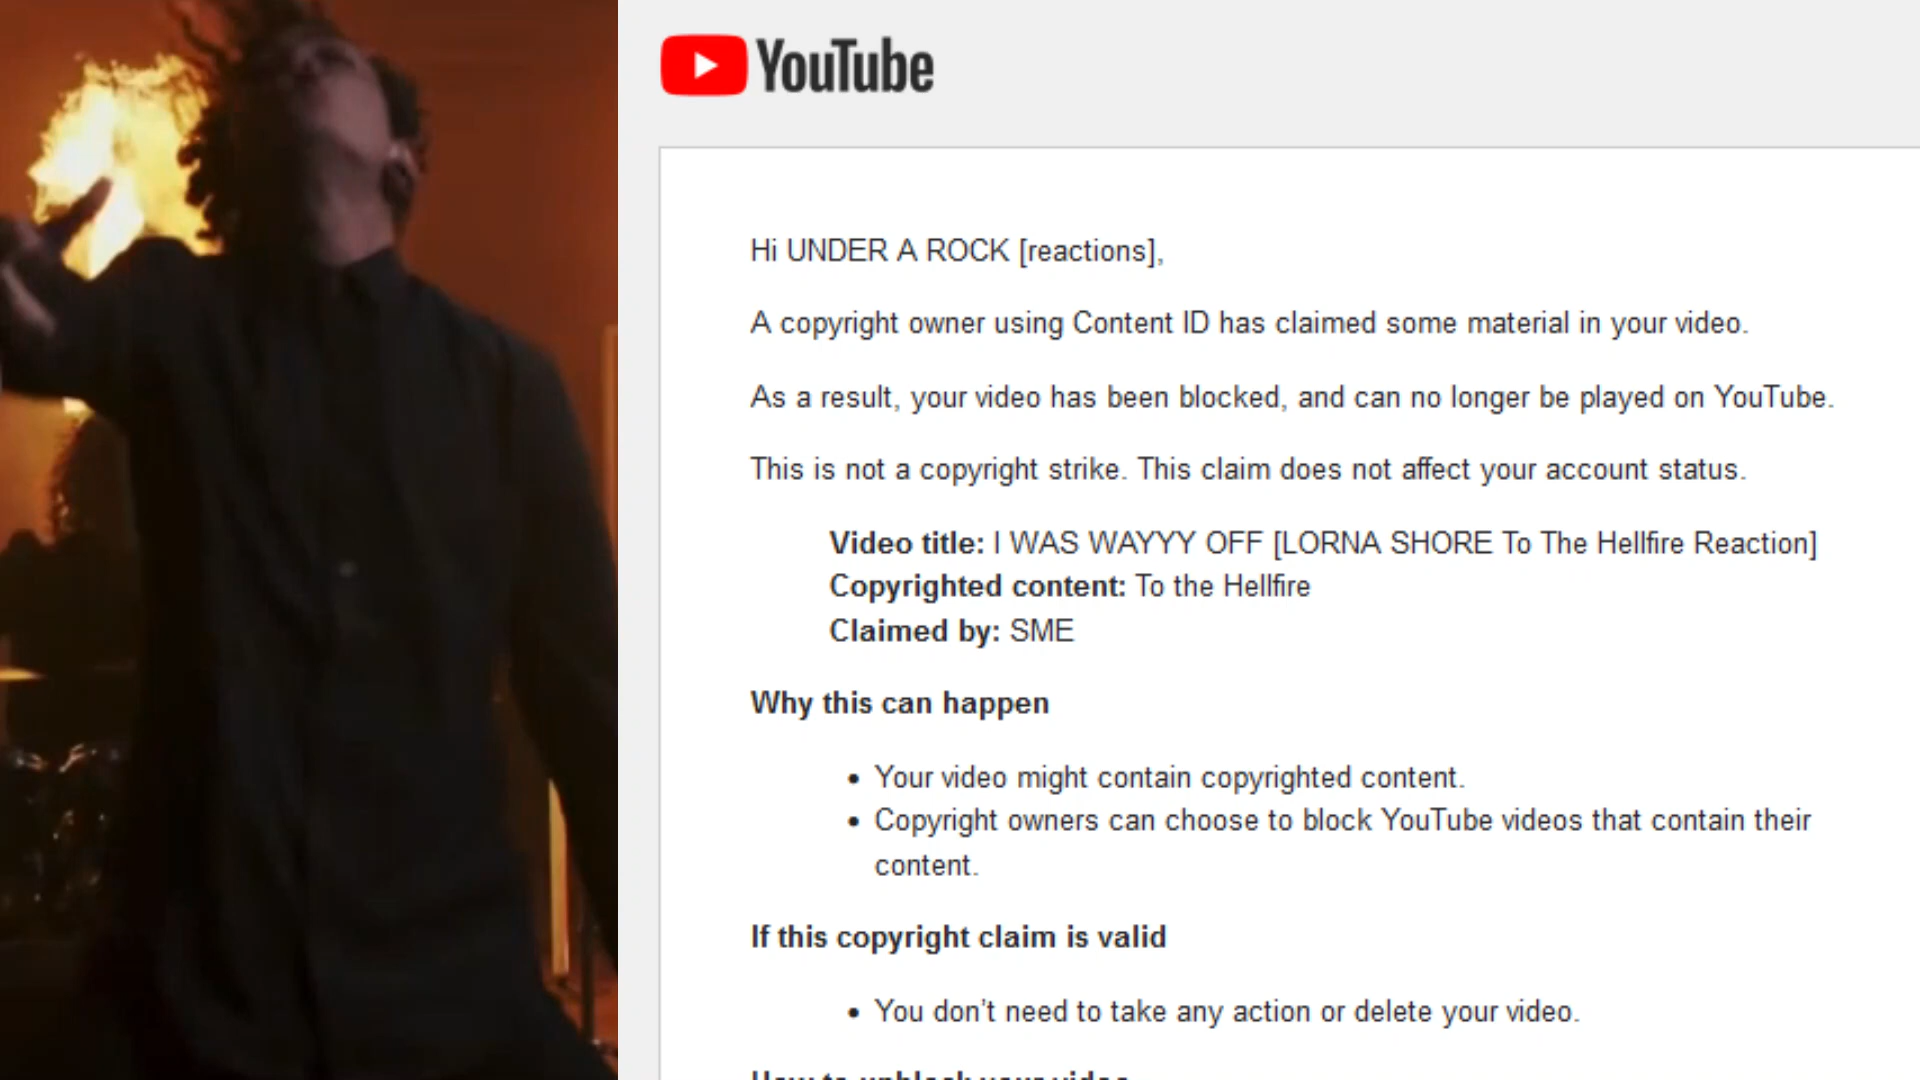 YouTube
Hi UNDER A ROCK [reactions],
A copyright owner using Content ID has claimed some material in your video.
As a result, your video has been blocked, and can no longer be played on YouTube.
This is not a copyright strike. This claim does not affect your account status.
Video title: I WAS WAYYY OFF [LORNA SHORE To The Hellfire Reaction]
Copyrighted content: To the Hellfire
Claimed by: SME
Why this can happen
• Your video might contain copyrighted content.
• Copyright owners can choose to block YouTube videos that contain their
content.
If this copyright claim is valid
• You don't need to take any action or delete your video.
How to unblock your video